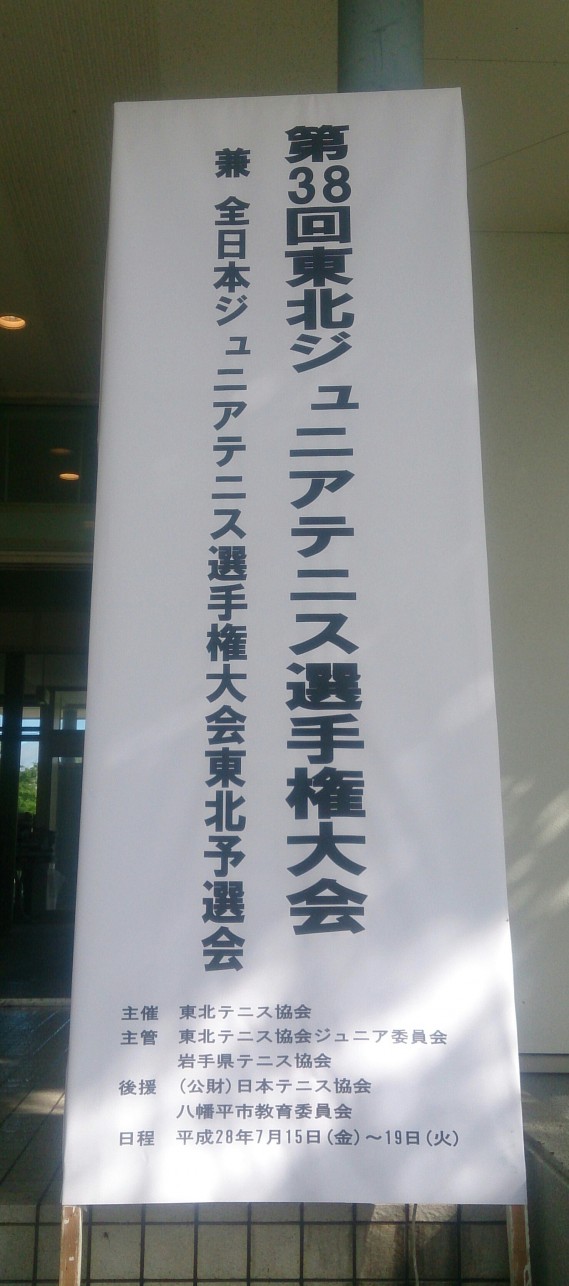 第38回東北ジュニアテニス選手権大会
兼 全日本ジュニアテニス選手権大会東北予選会
主催 東北テニス協会
主管 東北テニス協会ジュニア委員会
岩手県テニス協会
後援 (公財)日本テニス協会
八幡平市教育委員会
日程 平成28年7月15日(金)～19日(火)